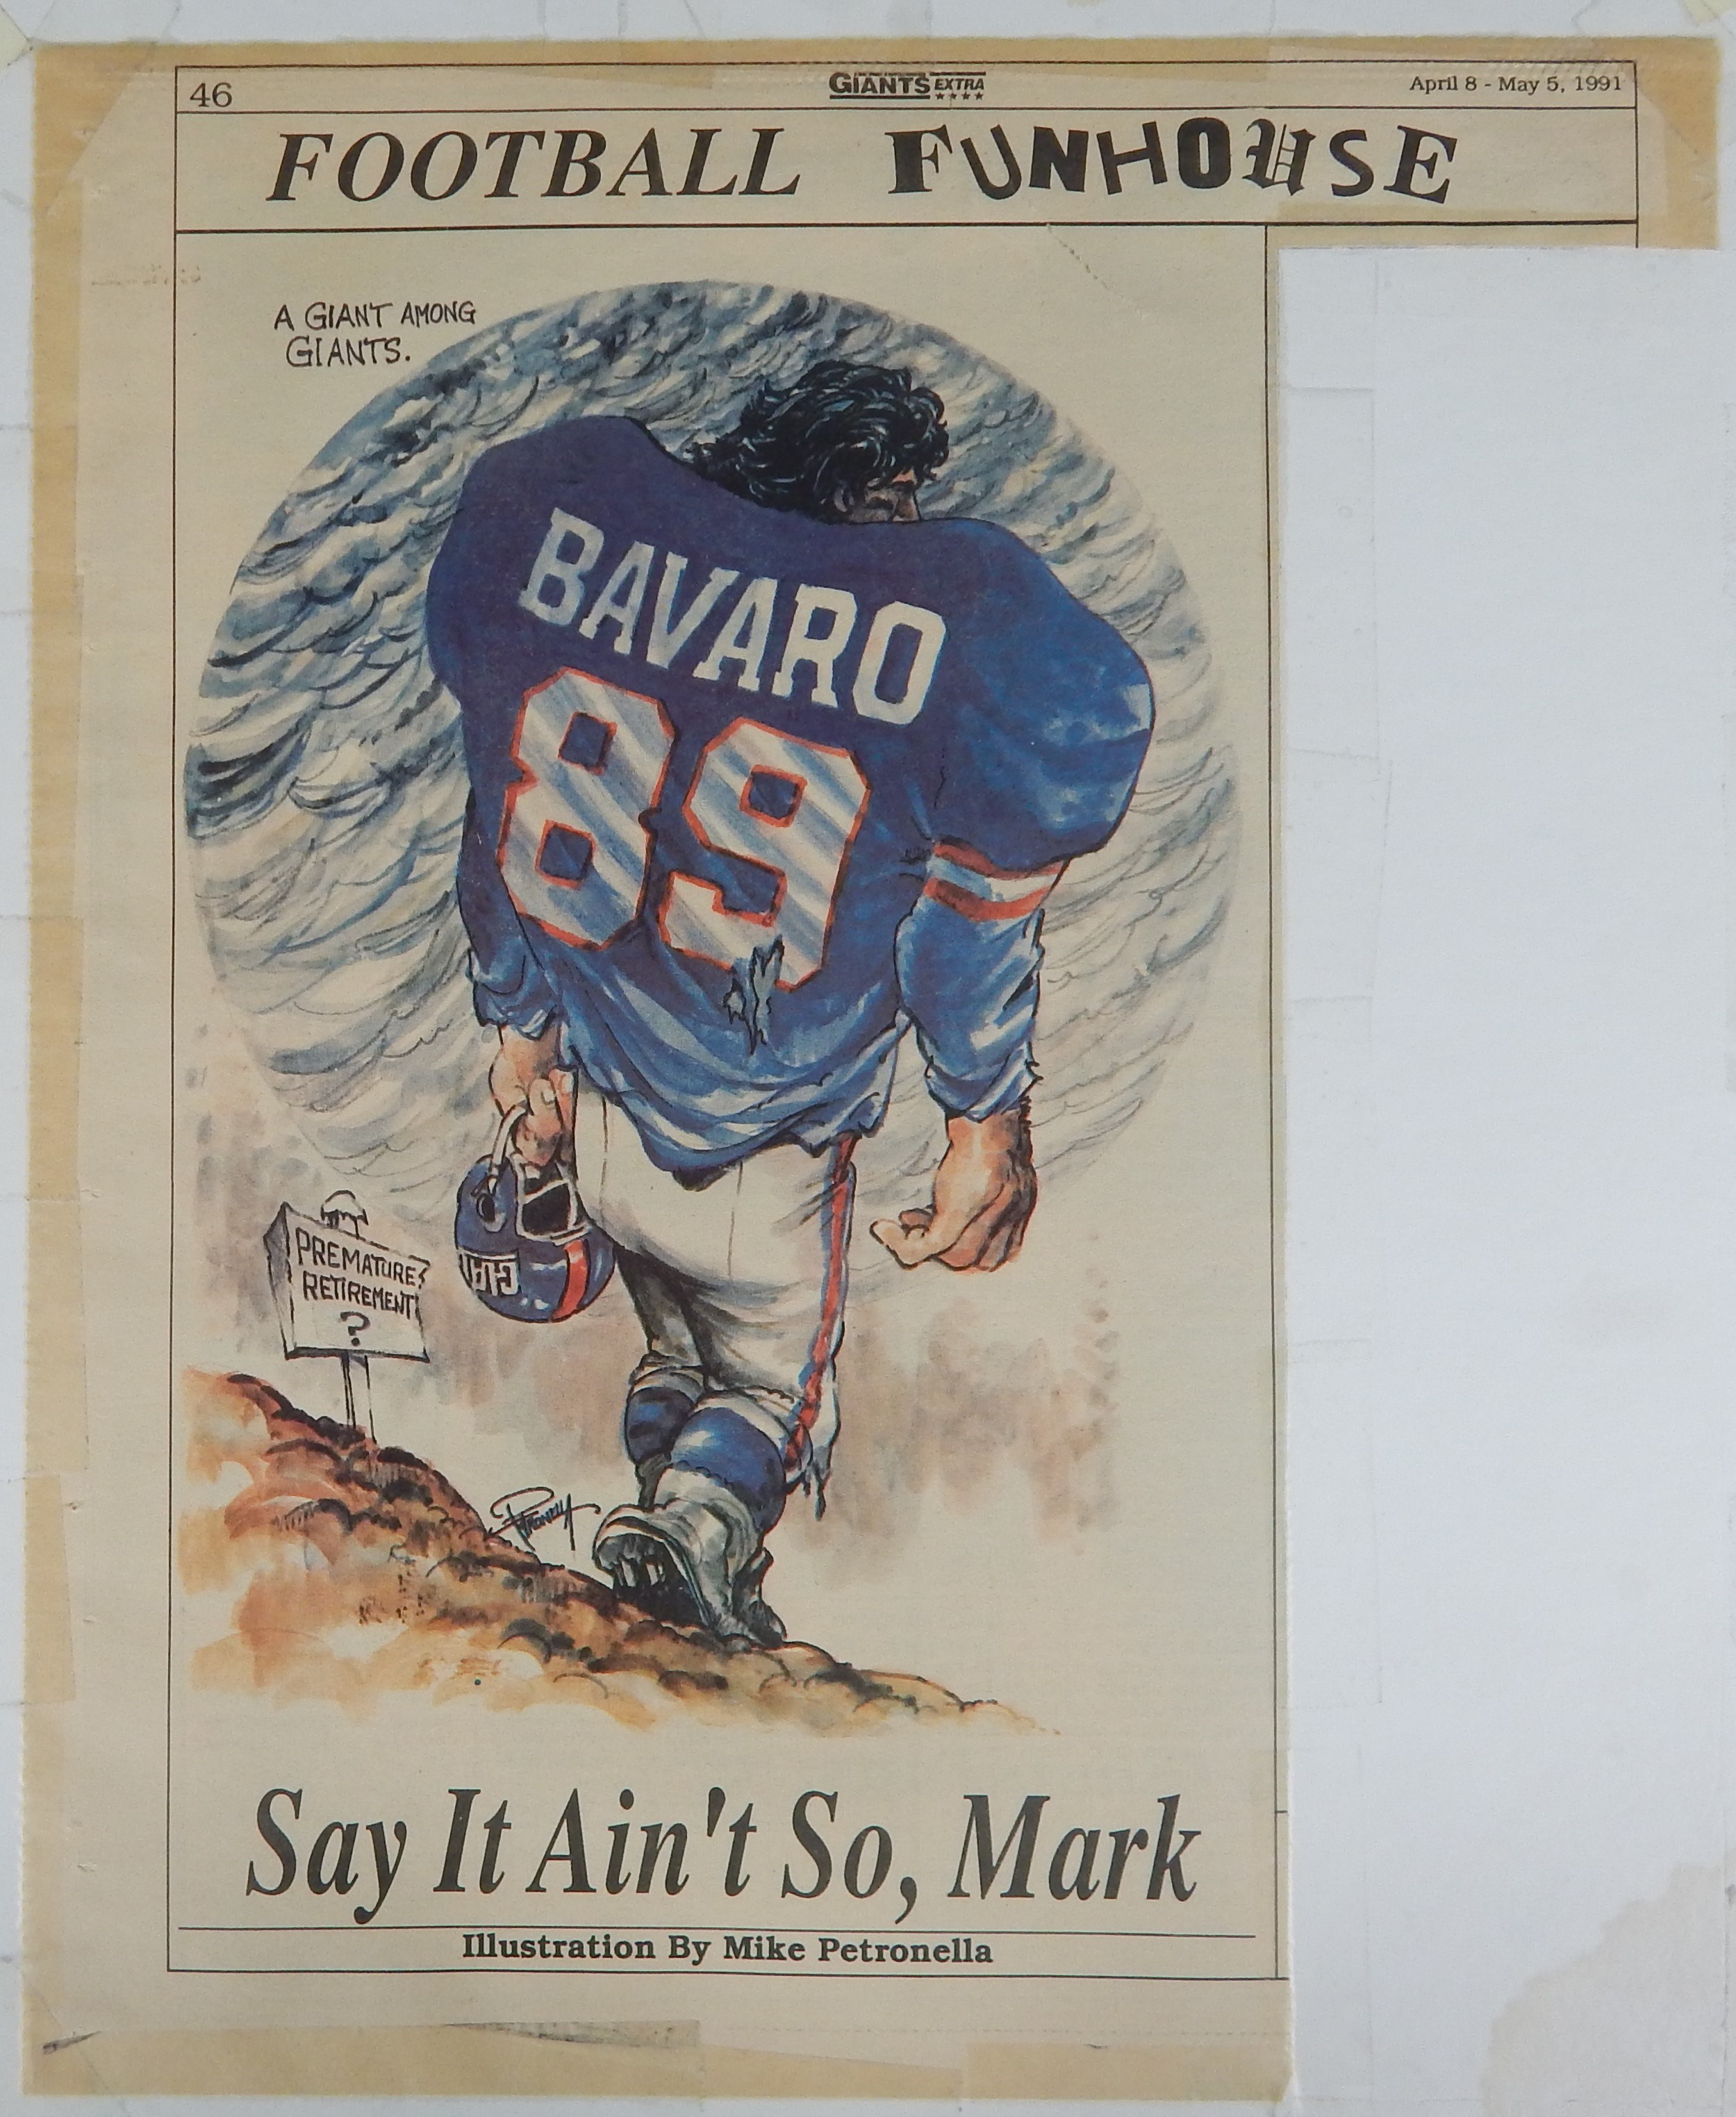 46
GIANTS EXTRA
April 8 - May 5, 1991
FOOTBALL FUNHOUSE
A GIANT AMONG
GIANTS.
BAVARO
89
PREMATURE
RETIREMENT
?
PETRONELLA
Say It Ain't So, Mark
Illustration By Mike Petronella